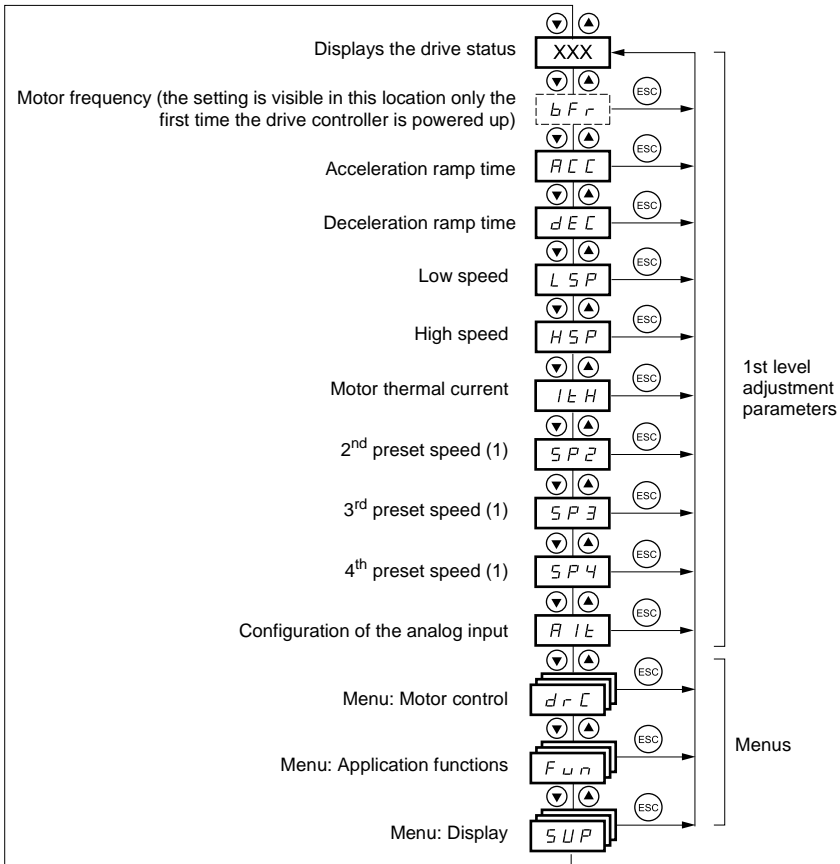 Displays the drive status
XXX
Motor frequency (the setting is visible in this location only the
first time the drive controller is powered up)
bFr
ESC
Acceleration ramp time
ACC
ESC
Deceleration ramp time
dEC
ESC
Low speed
LSP
ESC
High speed
HSP
ESC
Motor thermal current
ItH
ESC
2nd preset speed (1)
SP2
ESC
3rd preset speed (1)
SP3
ESC
4th preset speed (1)
SP4
ESC
Configuration of the analog input
AIt
ESC
1st level
adjustment
parameters
Menu: Motor control
drC
ESC
Menu: Application functions
Fun
ESC
Menu: Display
SUP
ESC
Menus